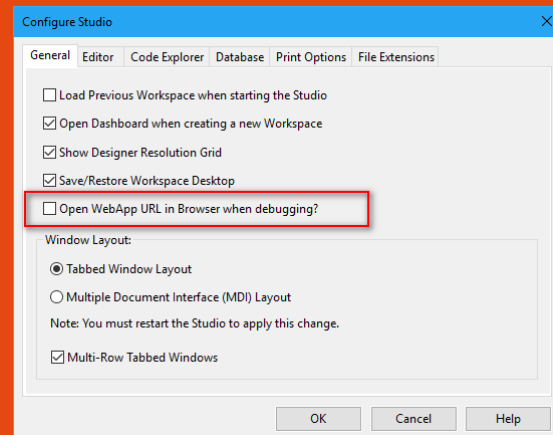 Configure Studio
General Editor Code Explorer Database Print Options File Extensions
Load Previous Workspace when starting the Studio
Open Dashboard when creating a new Workspace
Show Designer Resolution Grid
Save/Restore Workspace Desktop
Open WebApp URL in Browser when debugging?
Window Layout:
Tabbed Window Layout
Multiple Document Interface (MDI) Layout
Note: You must restart the Studio to apply this change.
Multi-Row Tabbed Windows
OK Cancel Help